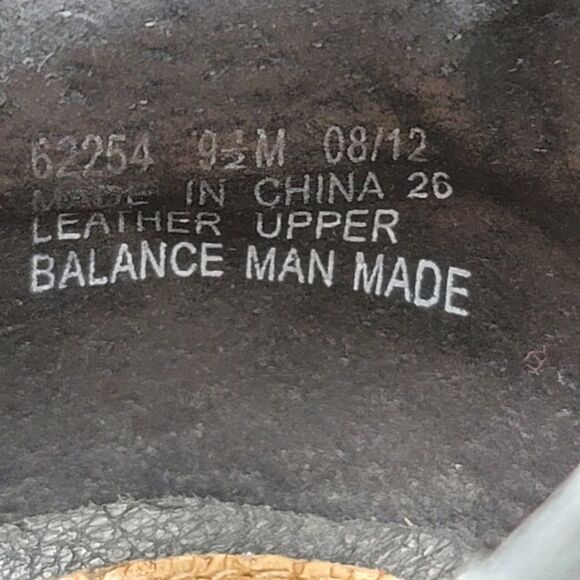 62254 9½M 08/12
MADE IN CHINA 26
LEATHER UPPER
BALANCE MAN MADE